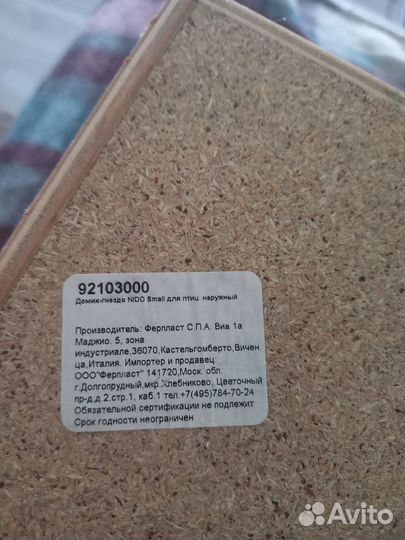 92103000
Домик-гнездо NIDO Small для птиц наружный
Производитель: Ферпласт С.П.А. Виа 1а
Маджио. 5, зона
индустриале,36070,Кастельгомберто,Вичен
ца,Италия. Импортер и продавец:
ООО"Ферпласт" 141720,Моск. обл.
г.Долгопрудный,мкр.Хлебниково, Цветочный
пр-д,д.2.стр.1, каб.1 тел.+7(495)784-70-24
Обязательной сертификации не подлежит
Срок годности неограничен
Avito